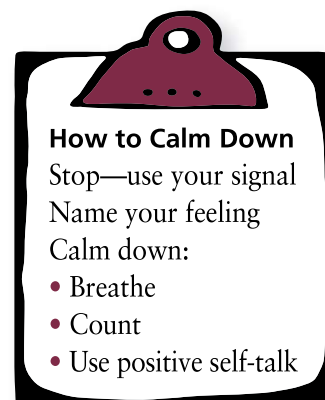 How to Calm Down
Stop—use your signal
Name your feeling
Calm down:
• Breathe
• Count
• Use positive self-talk